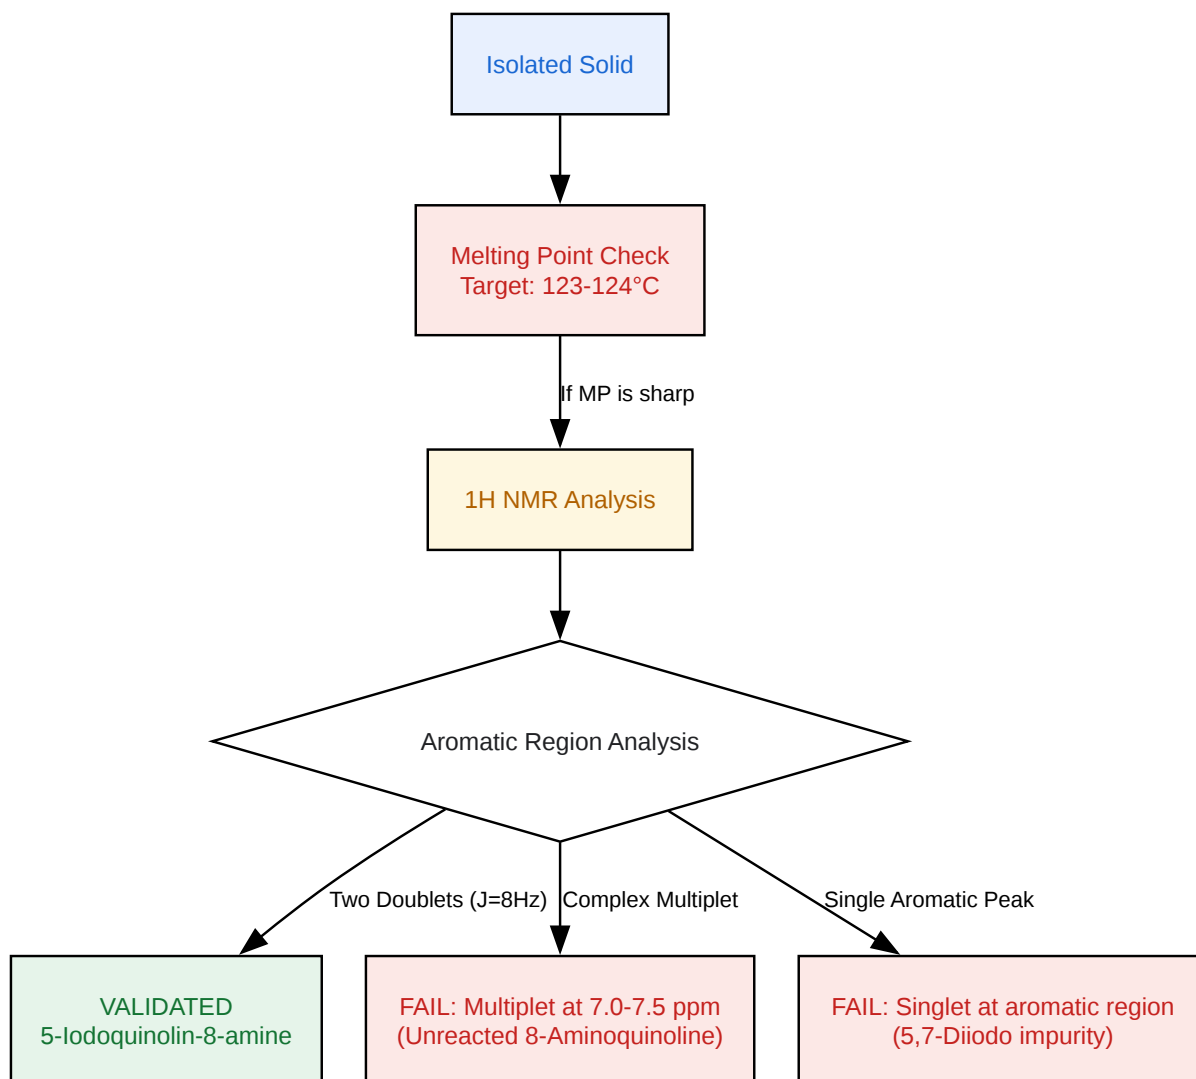 Isolated Solid
Melting Point Check
Target: 123-124°C
If MP is sharp
1H NMR Analysis
Aromatic Region Analysis
Two Doublets (J=8Hz)
Complex Multiplet
Single Aromatic Peak
VALIDATED
5-Iodoquinolin-8-amine
FAIL: Multiplet at 7.0-7.5 ppm
(Unreacted 8-Aminoquinoline)
FAIL: Singlet at aromatic region
(5,7-Diiodo impurity)